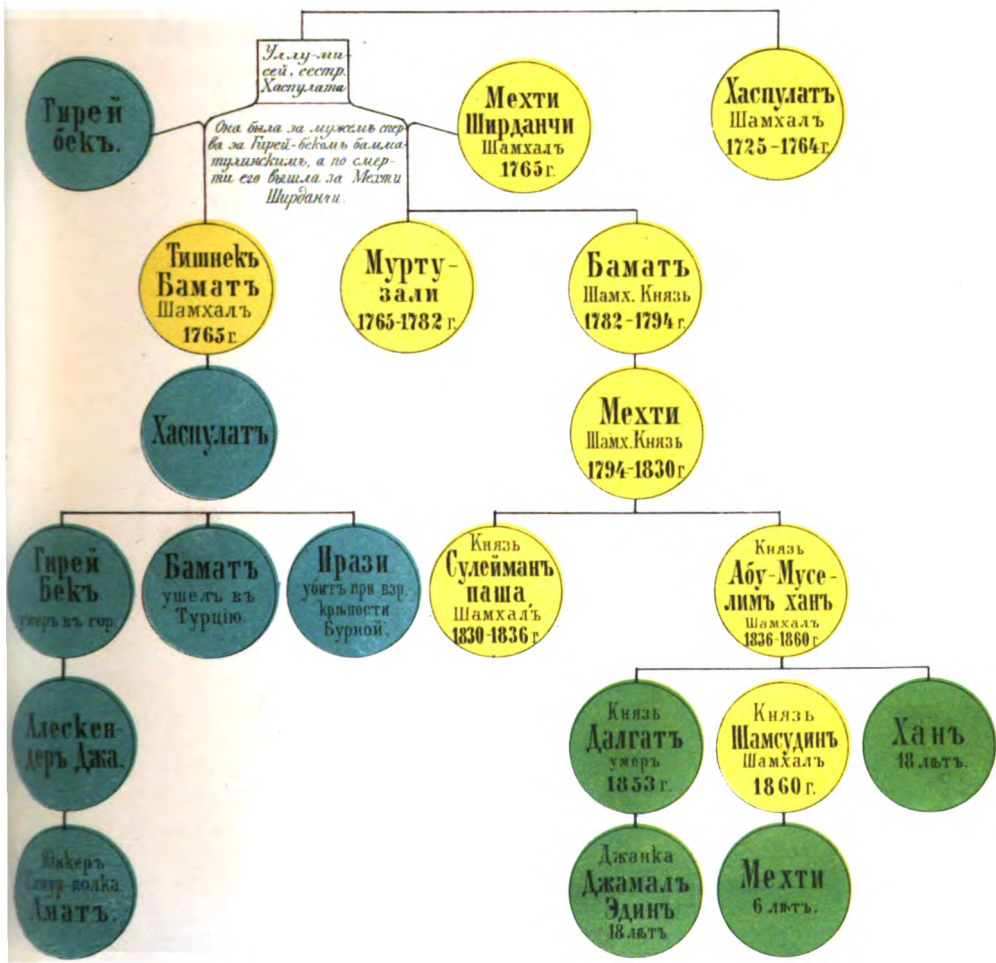 Уллу-ми-
сей, сестр.
Хаспулата
Гирей
бекъ.
Она была за мужемъ спер-
ва за Гирей-бекомъ баммa-
тулинскимъ, а по смер-
ти его вышла за Мехти
Ширданги.
Мехти
Ширданчи
Шамхалъ
1765 г.
Хаспулатъ
Шамхалъ
1725-1764 г.
Тишнекъ
Баматъ
Шамхалъ
1765 г.
Мурту-
зали
1765-1782 г.
Баматъ
Шамх. Князь
1782-1794 г.
Хаспулатъ
Мехти
Шамх. Князь
1794-1830 г.
Гирей
Бекъ
умеръ въ гор.
Баматъ
ушелъ въ
Турцію.
Ирази
убитъ при взр.
крѣпости
Бурной.
Князь
Сулейманъ
паша,
Шамхалъ
1830-1836 г.
Князь
Абу-Мусе-
лимъ ханъ
Шамхалъ
1836-1860 г.
Алескен-
деръ Джа.
Князь
Далгатъ
умеръ
1853 г.
Князь
Шамсудинъ
Шамхалъ
1860 г.
Ханъ
18 лѣтъ.
Юнкеръ
полка
Аматъ.
Джанка
Джамалъ
Эдинъ
18 лѣтъ
Мехти
6 лѣтъ.